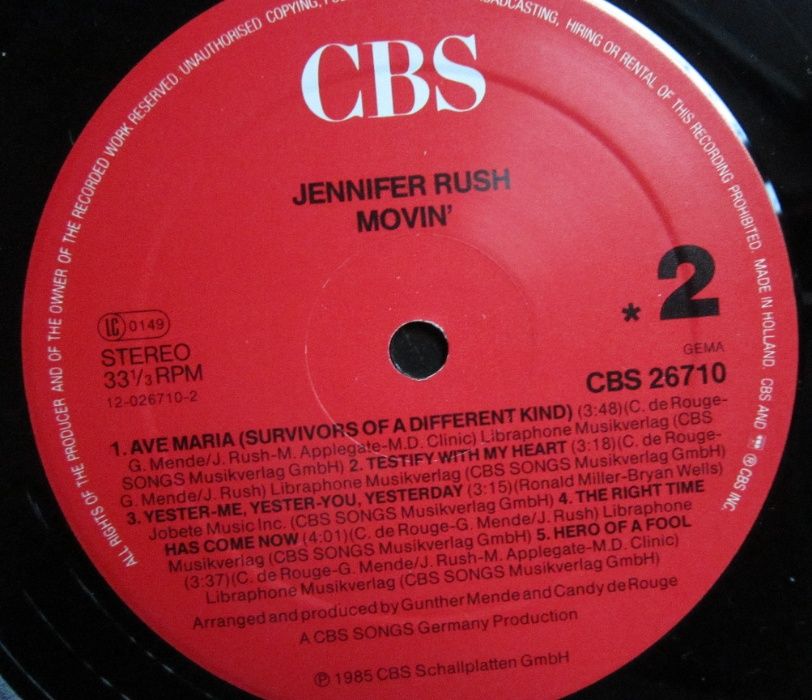 ALL RIGHTS OF THE PRODUCER AND OF THE OWNER OF THE RECORDED WORK RESERVED. UNAUTHORISED COPYING, BROADCASTING, HIRING OR RENTAL OF THIS RECORDING PROHIBITED. MADE IN HOLLAND. CBS AND ℗ CBS INC.
CBS
JENNIFER RUSH
MOVIN'
* 2
LC 0149
STEREO
33⅓ RPM
12-026710-2
GEMA
CBS 26710
1. AVE MARIA (SURVIVORS OF A DIFFERENT KIND) (3:48)(C. de Rouge-
G. Mende/J. Rush-M. Applegate-M.D. Clinic) Libraphone Musikverlag (CBS
SONGS Musikverlag GmbH) 2. TESTIFY WITH MY HEART (3:18)(C. de Rouge-
G. Mende/J. Rush) Libraphone Musikverlag (CBS SONGS Musikverlag GmbH)
3. YESTER-ME, YESTER-YOU, YESTERDAY (3:15)(Ronald Miller-Bryan Wells)
Jobete Music Inc. (CBS SONGS Musikverlag GmbH) 4. THE RIGHT TIME
HAS COME NOW (4:01)(C. de Rouge-G. Mende/J. Rush) Libraphone
Musikverlag (CBS SONGS Musikverlag GmbH) 5. HERO OF A FOOL
(3:37)(C. de Rouge-G. Mende/J. Rush-M. Applegate-M.D. Clinic)
Libraphone Musikverlag (CBS SONGS Musikverlag GmbH)
Arranged and produced by Gunther Mende and Candy de Rouge
A CBS SONGS Germany Production
℗ 1985 CBS Schallplatten GmbH